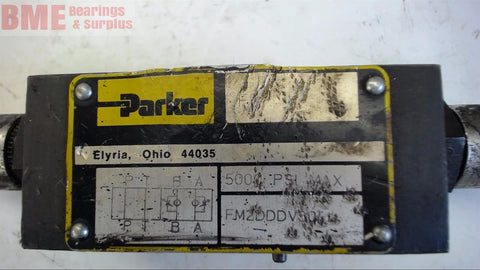 BME Bearings & Surplus
Parker
Elyria, Ohio 44035
P T B A
5000 PSI MAX
P T B A